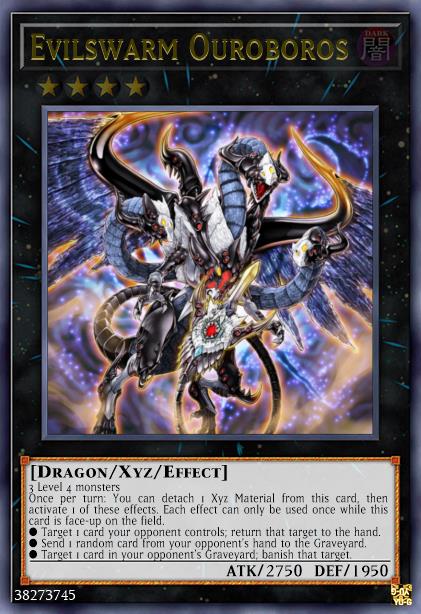 Evilswarm Ouroboros
DARK
闇
[Dragon/Xyz/Effect]
3 Level 4 monsters
Once per turn: You can detach 1 Xyz Material from this card, then
activate 1 of these effects. Each effect can only be used once while this
card is face-up on the field.
● Target 1 card your opponent controls; return that target to the hand.
● Send 1 random card from your opponent's hand to the Graveyard.
● Target 1 card in your opponent's Graveyard; banish that target.
ATK/2750 DEF/1950
38273745